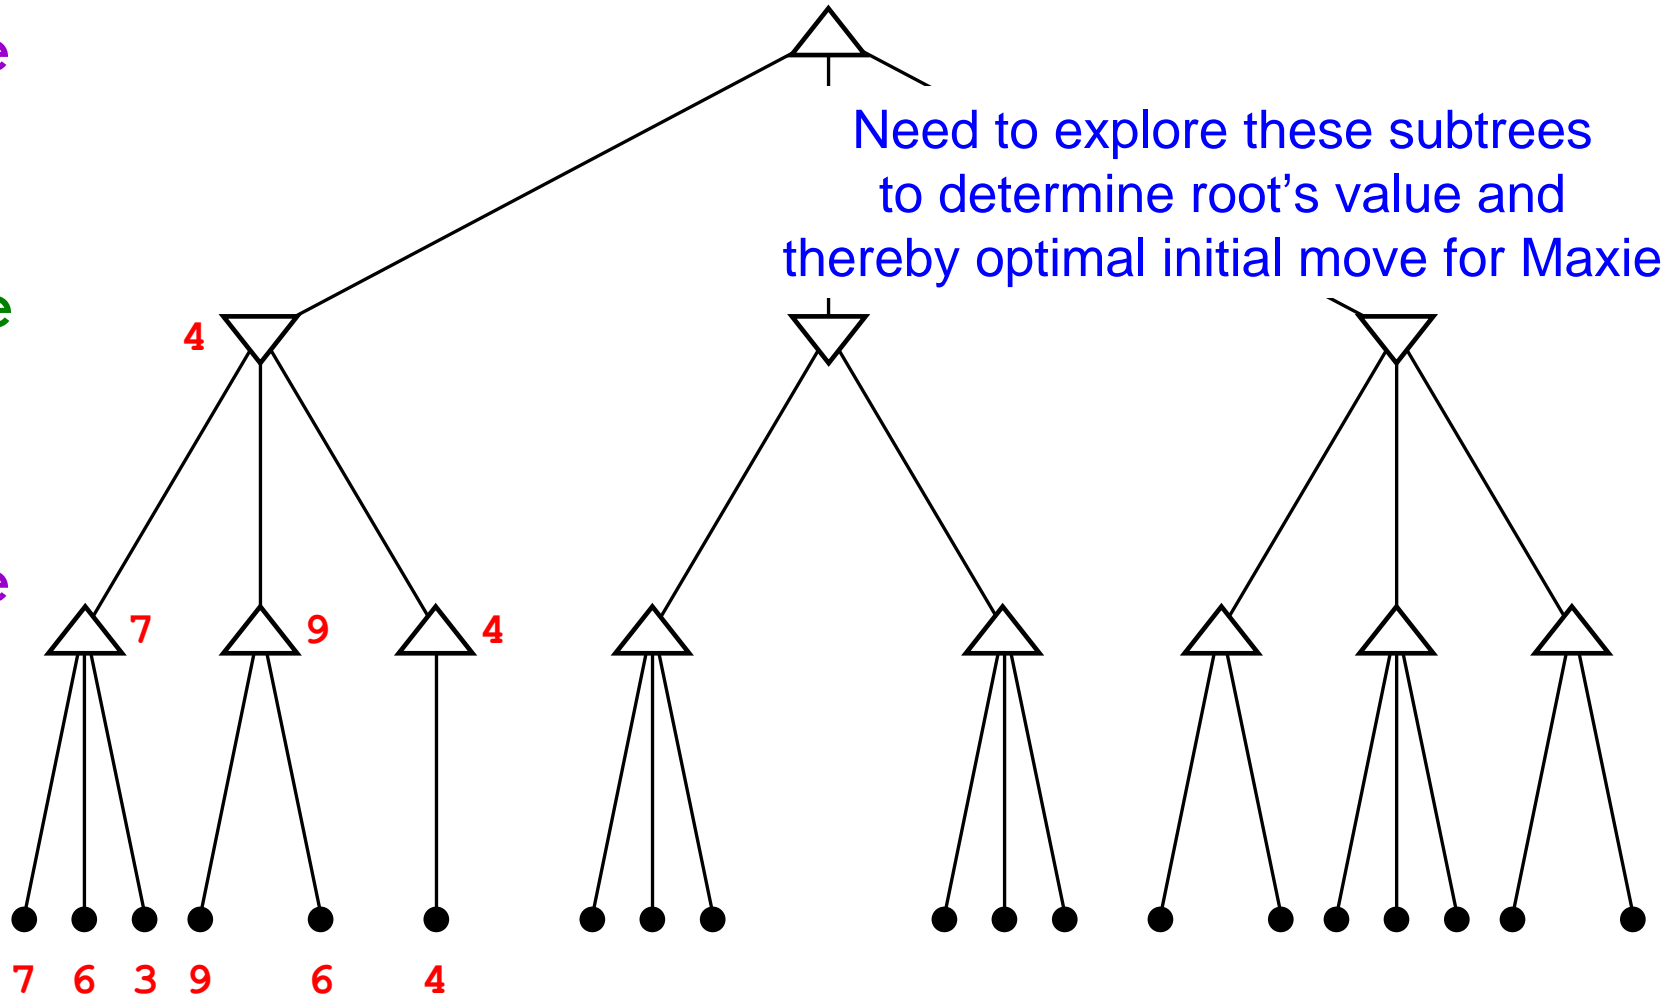 e
Need to explore these subtrees
to determine root's value and
thereby optimal initial move for Maxie
e
4
e
7 9 4
7 6 3 9 6 4